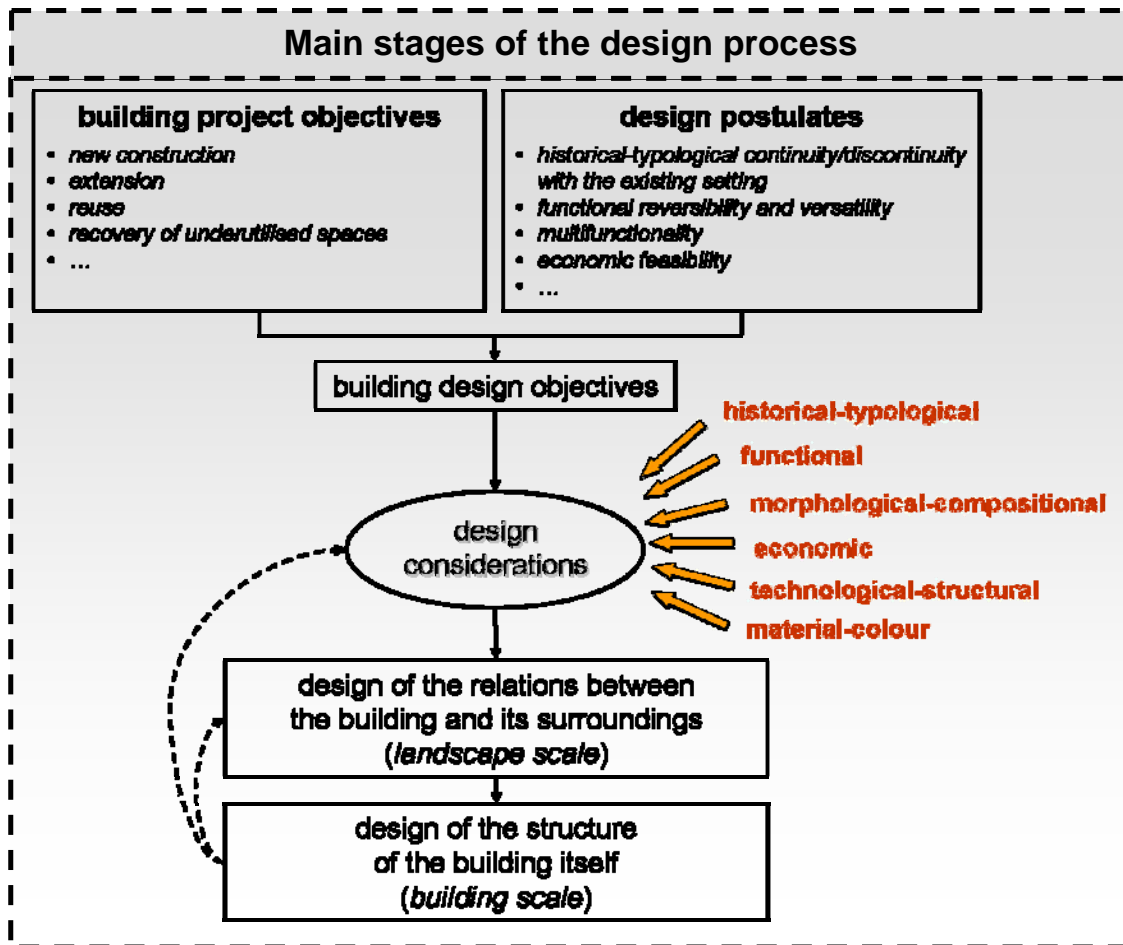 Main stages of the design process
building project objectives
• new construction
• extension
• reuse
• recovery of underutilised spaces
• ...
design postulates
• historical-typological continuity/discontinuity
with the existing setting
• functional reversibility and versatility
• multifunctionality
• economic feasibility
• ...
building design objectives
historical-typological
functional
morphological-compositional
economic
technological-structural
material-colour
design
considerations
design of the relations between
the building and its surroundings
(landscape scale)
design of the structure
of the building itself
(building scale)